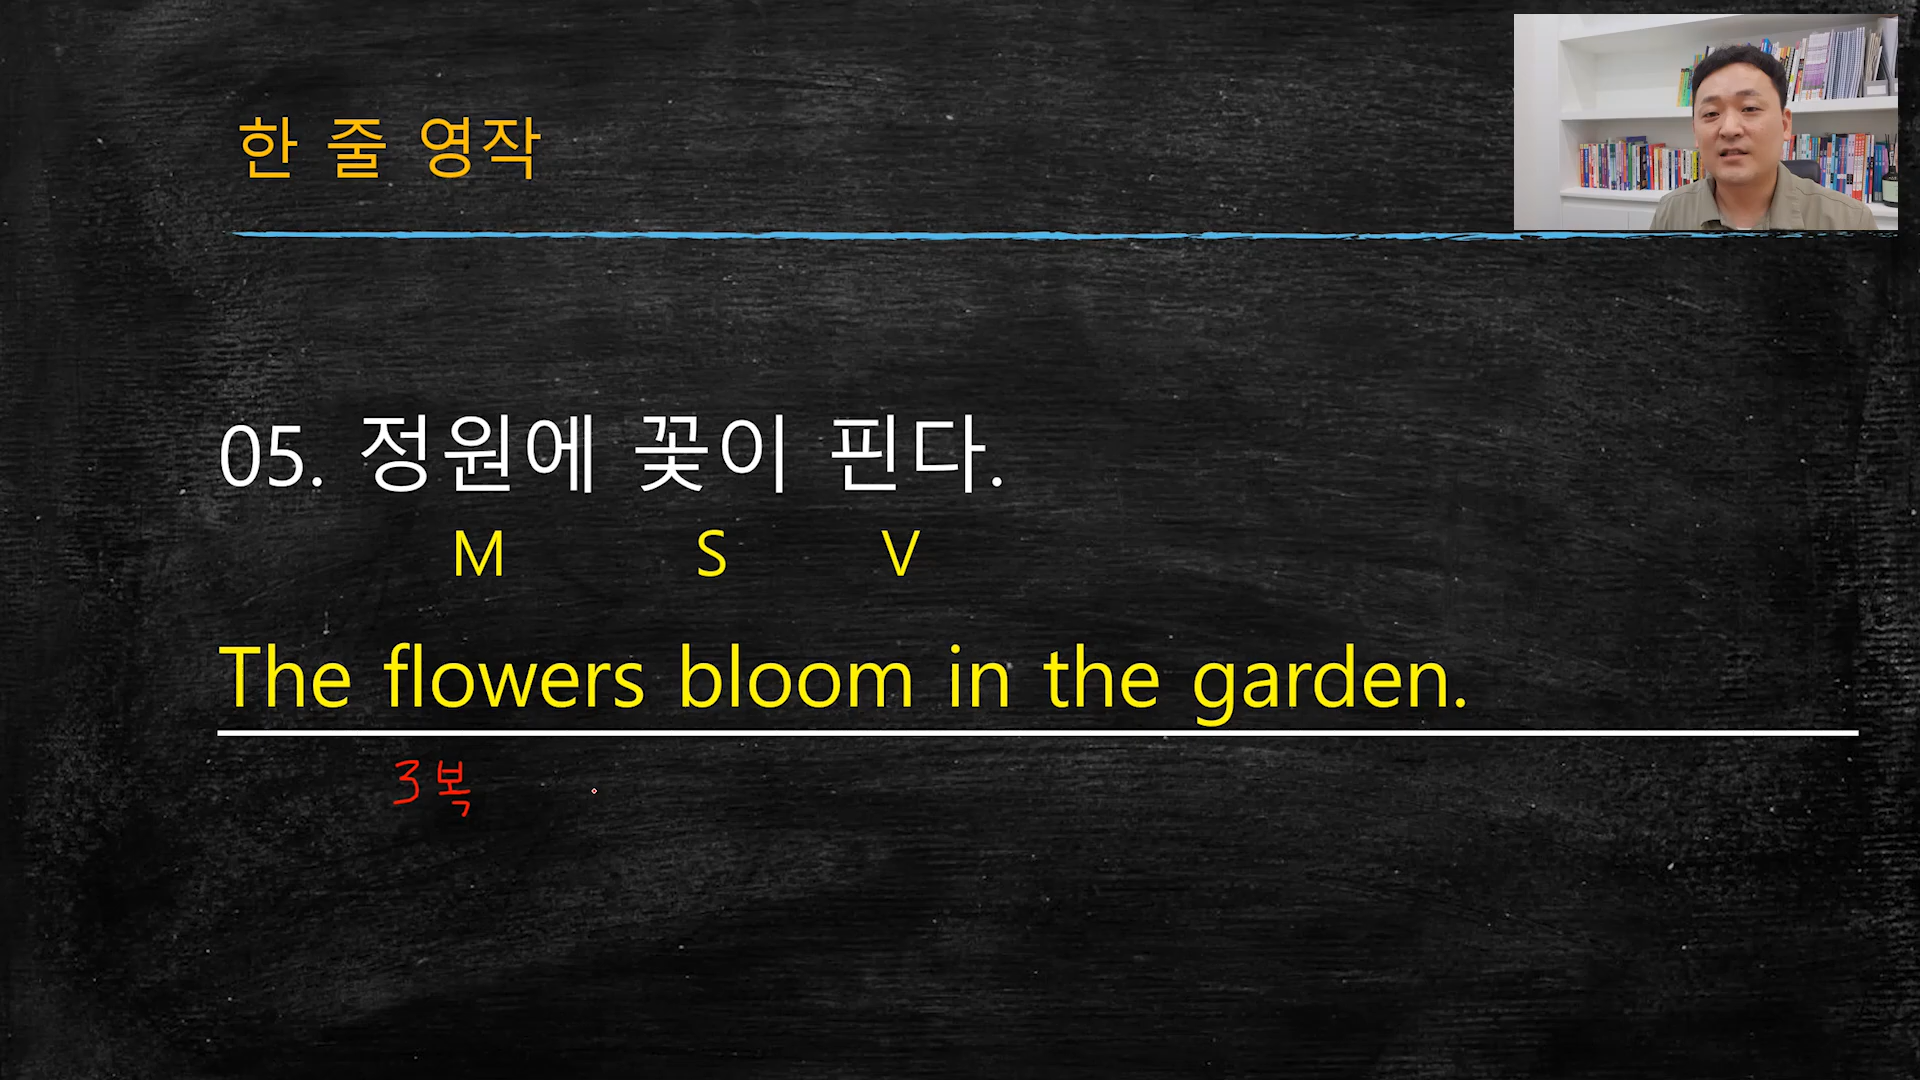 한 줄 영작
05. 정원에 꽃이 핀다.
M S V
The flowers bloom in the garden.
3복